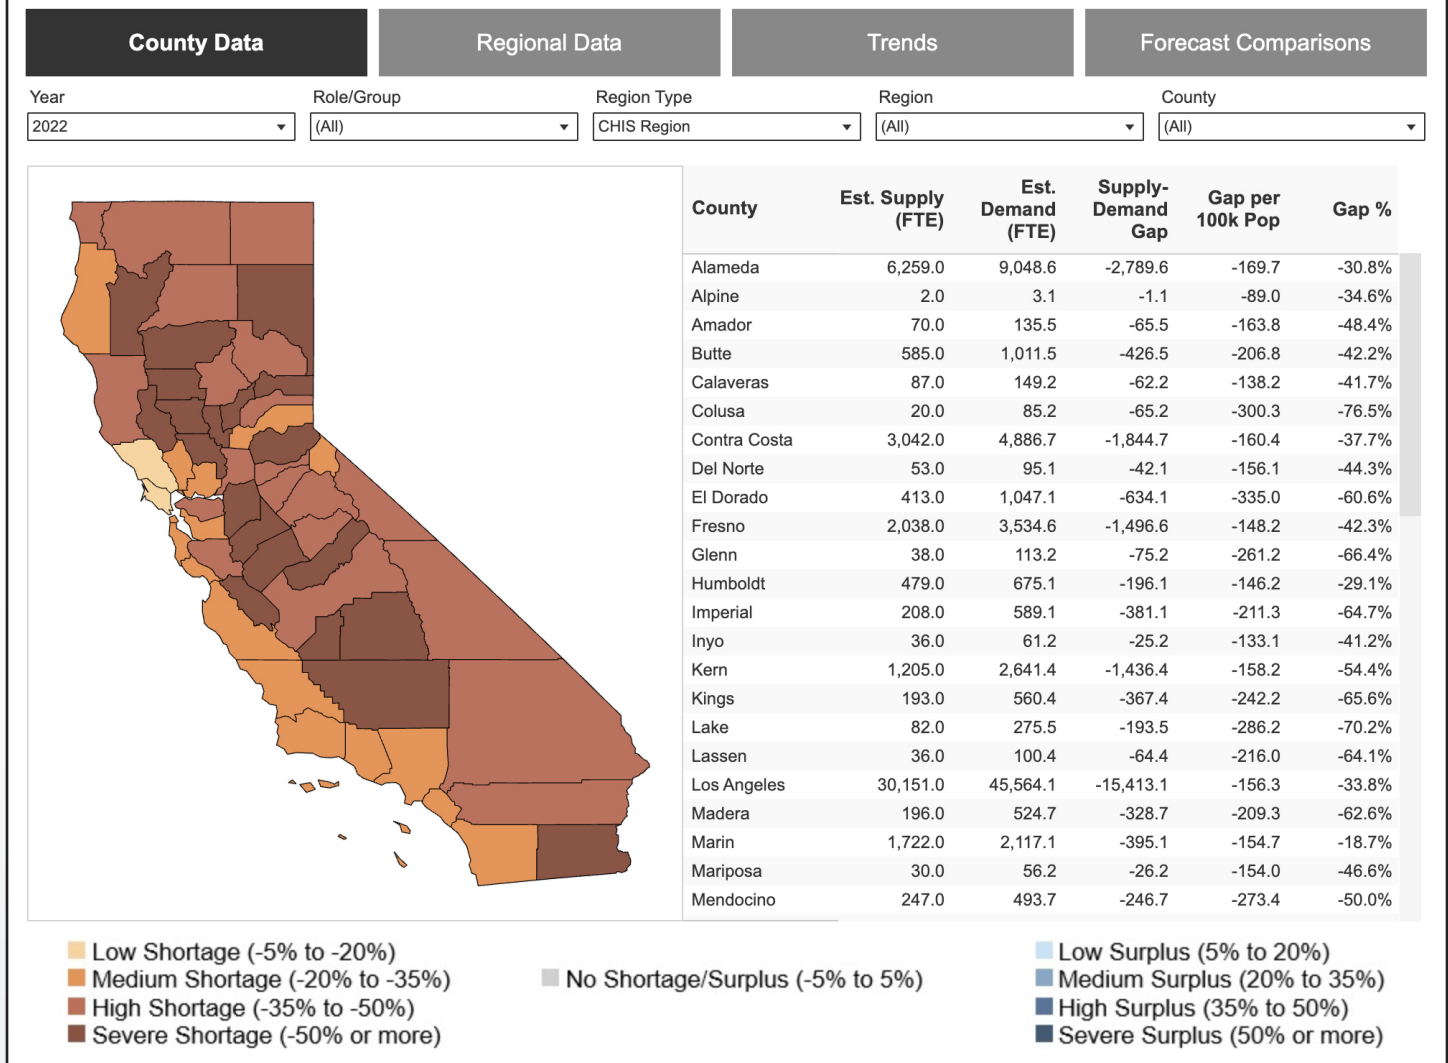 County Data Regional Data Trends Forecast Comparisons
Year Role/Group Region Type Region County
2022 (All) CHIS Region (All) (All)
County Est. Supply (FTE) Est. Demand (FTE) Supply-Demand Gap Gap per 100k Pop Gap %
Alameda 6,259.0 9,048.6 -2,789.6 -169.7 -30.8%
Alpine 2.0 3.1 -1.1 -89.0 -34.6%
Amador 70.0 135.5 -65.5 -163.8 -48.4%
Butte 585.0 1,011.5 -426.5 -206.8 -42.2%
Calaveras 87.0 149.2 -62.2 -138.2 -41.7%
Colusa 20.0 85.2 -65.2 -300.3 -76.5%
Contra Costa 3,042.0 4,886.7 -1,844.7 -160.4 -37.7%
Del Norte 53.0 95.1 -42.1 -156.1 -44.3%
El Dorado 413.0 1,047.1 -634.1 -335.0 -60.6%
Fresno 2,038.0 3,534.6 -1,496.6 -148.2 -42.3%
Glenn 38.0 113.2 -75.2 -261.2 -66.4%
Humboldt 479.0 675.1 -196.1 -146.2 -29.1%
Imperial 208.0 589.1 -381.1 -211.3 -64.7%
Inyo 36.0 61.2 -25.2 -133.1 -41.2%
Kern 1,205.0 2,641.4 -1,436.4 -158.2 -54.4%
Kings 193.0 560.4 -367.4 -242.2 -65.6%
Lake 82.0 275.5 -193.5 -286.2 -70.2%
Lassen 36.0 100.4 -64.4 -216.0 -64.1%
Los Angeles 30,151.0 45,564.1 -15,413.1 -156.3 -33.8%
Madera 196.0 524.7 -328.7 -209.3 -62.6%
Marin 1,722.0 2,117.1 -395.1 -154.7 -18.7%
Mariposa 30.0 56.2 -26.2 -154.0 -46.6%
Mendocino 247.0 493.7 -246.7 -273.4 -50.0%
Low Shortage (-5% to -20%)
Medium Shortage (-20% to -35%)
High Shortage (-35% to -50%)
Severe Shortage (-50% or more)
No Shortage/Surplus (-5% to 5%)
Low Surplus (5% to 20%)
Medium Surplus (20% to 35%)
High Surplus (35% to 50%)
Severe Surplus (50% or more)